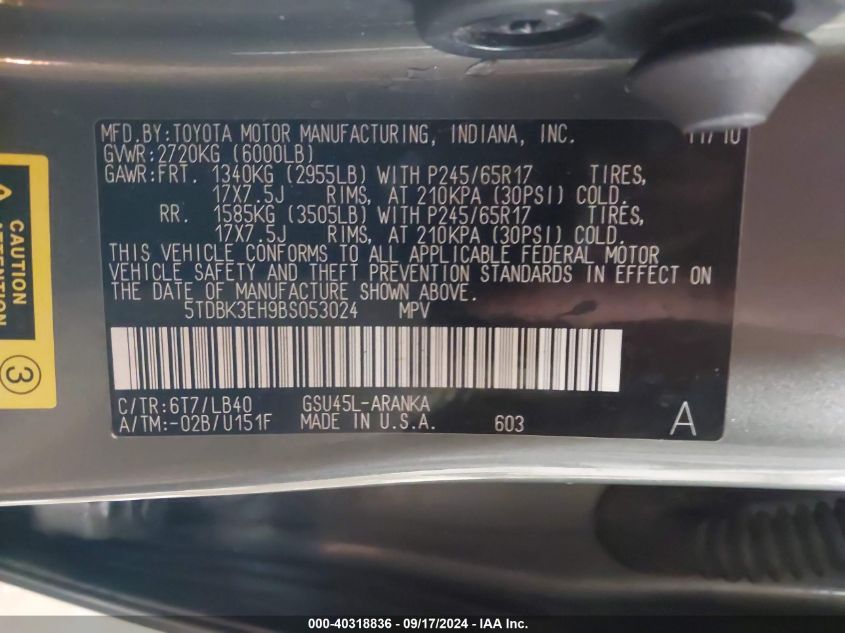 MFD.BY:TOYOTA MOTOR MANUFACTURING, INDIANA, INC. 11/10
GVWR:2720KG (6000LB)
GAWR:FRT. 1340KG (2955LB) WITH P245/65R17 TIRES,
17X7.5J RIMS, AT 210KPA (30PSI) COLD.
RR. 1585KG (3505LB) WITH P245/65R17 TIRES,
17X7.5J RIMS, AT 210KPA (30PSI) COLD.
THIS VEHICLE CONFORMS TO ALL APPLICABLE FEDERAL MOTOR
VEHICLE SAFETY AND THEFT PREVENTION STANDARDS IN EFFECT ON
THE DATE OF MANUFACTURE SHOWN ABOVE.
5TDBK3EH9BS053024 MPV
C/TR:6T7/LB40 GSU45L-ARANKA
A/TM:-02B/U151F MADE IN U.S.A. 603 A
CAUTION
ATTENTION
3
000-40318836 - 09/17/2024 - IAA Inc.